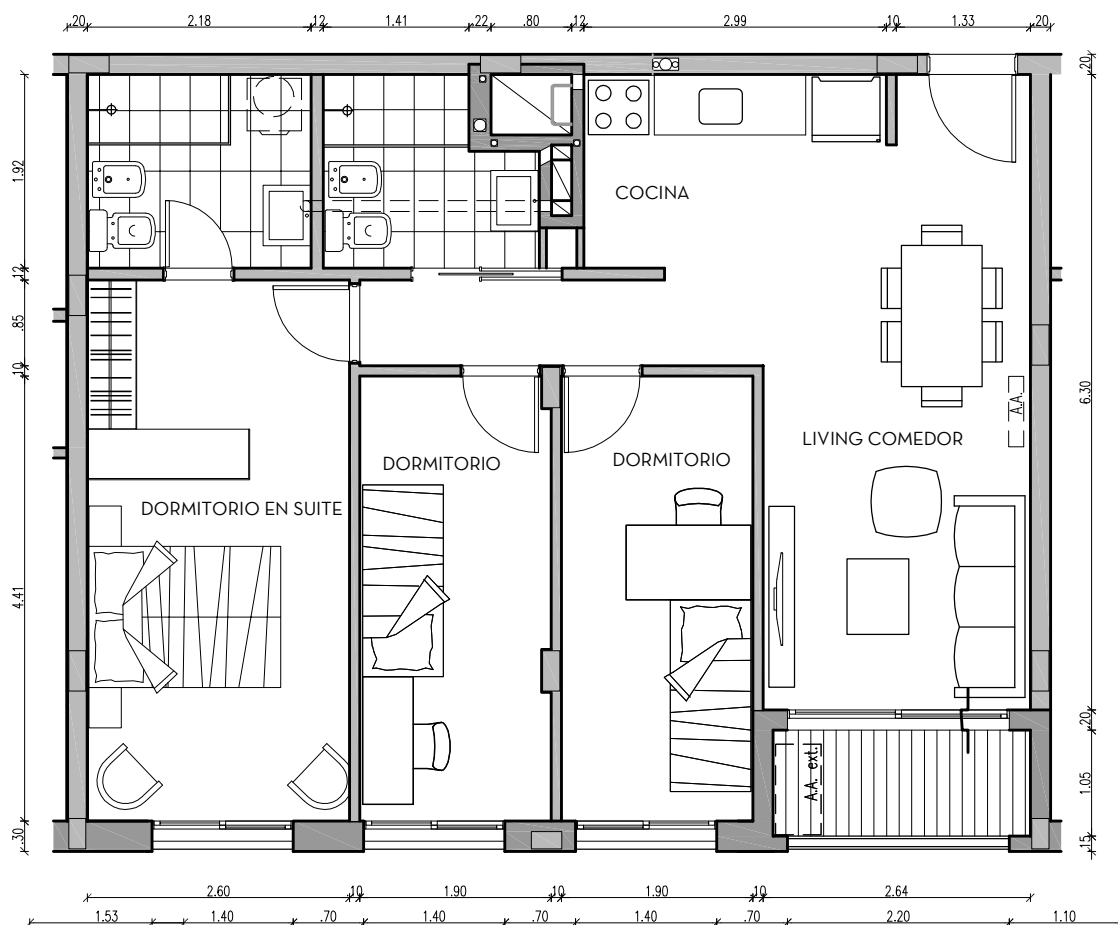 .20 2.18 .12 1.41 .22 .80 .12 2.99 .10 1.33 .20
1.92
.12
.85
.10
4.41
.30
.20
6.30
.20
1.05
.15
COCINA
A.A.
LIVING COMEDOR
DORMITORIO
DORMITORIO
DORMITORIO EN SUITE
A.A. ext.
2.60 .10 1.90 .10 1.90 .10 2.64
1.53 1.40 .70 1.40 .70 1.40 .70 2.20 1.10